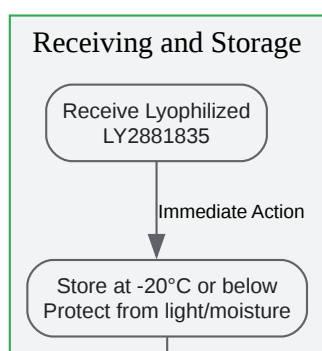 Receiving and Storage
Receive Lyophilized
LY2881835
Immediate Action
Store at -20°C or below
Protect from light/moisture